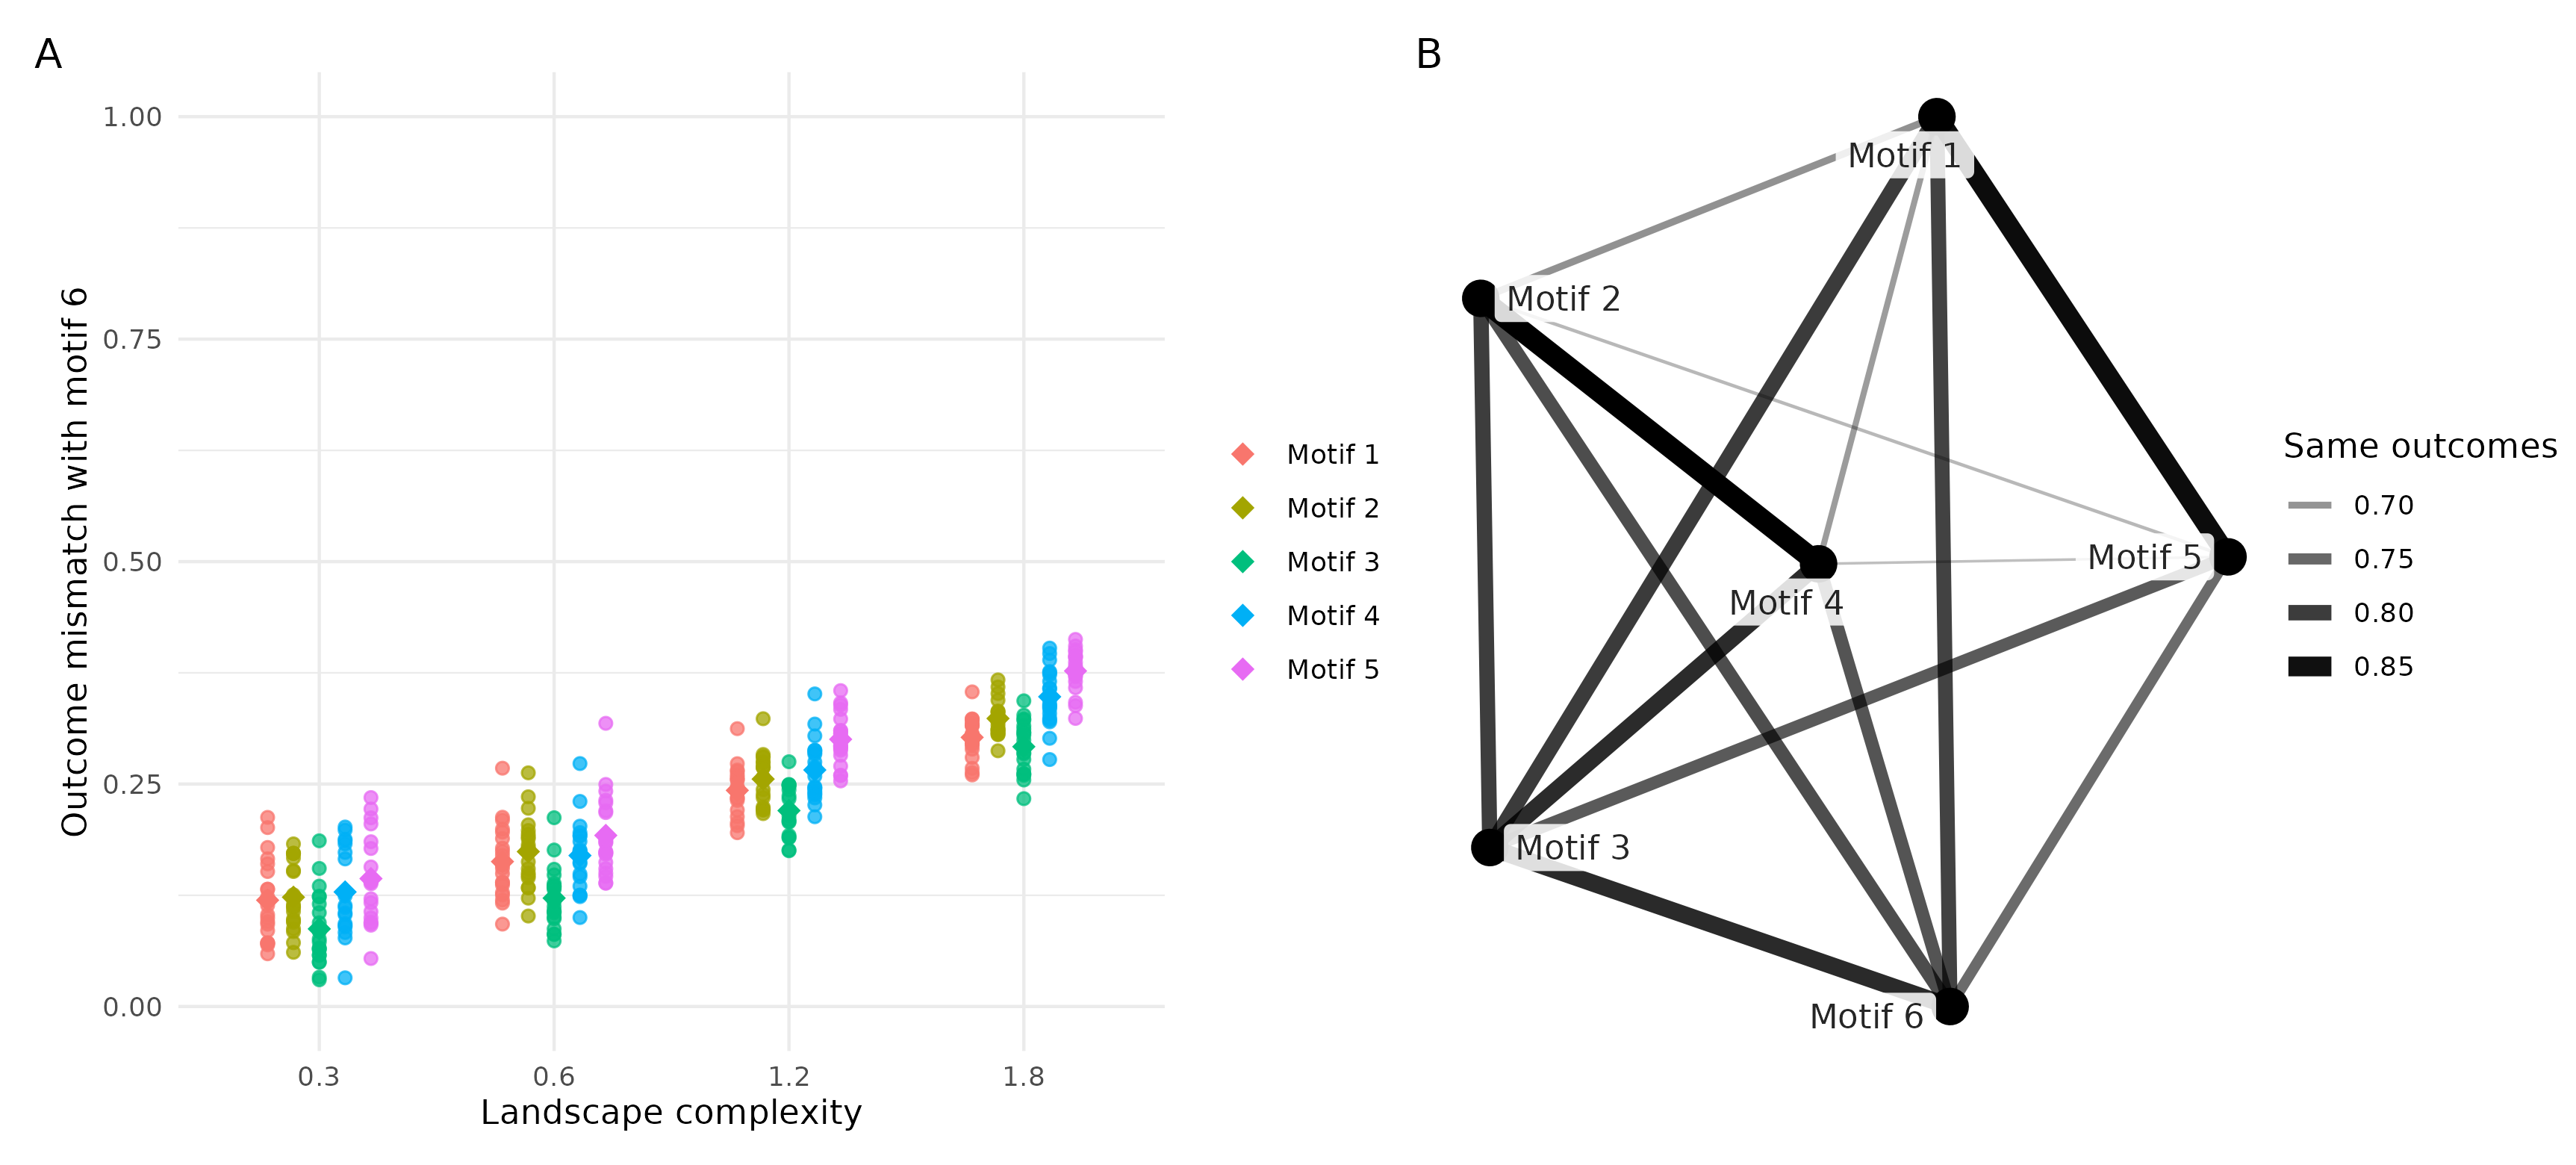 A
Outcome mismatch with motif 6
1.00
0.75
0.50
0.25
0.00
0.3 0.6 1.2 1.8
Landscape complexity
Motif 1
Motif 2
Motif 3
Motif 4
Motif 5
B
Motif 1
Motif 2
Motif 5
Motif 4
Motif 3
Motif 6
Same outcomes
0.70
0.75
0.80
0.85